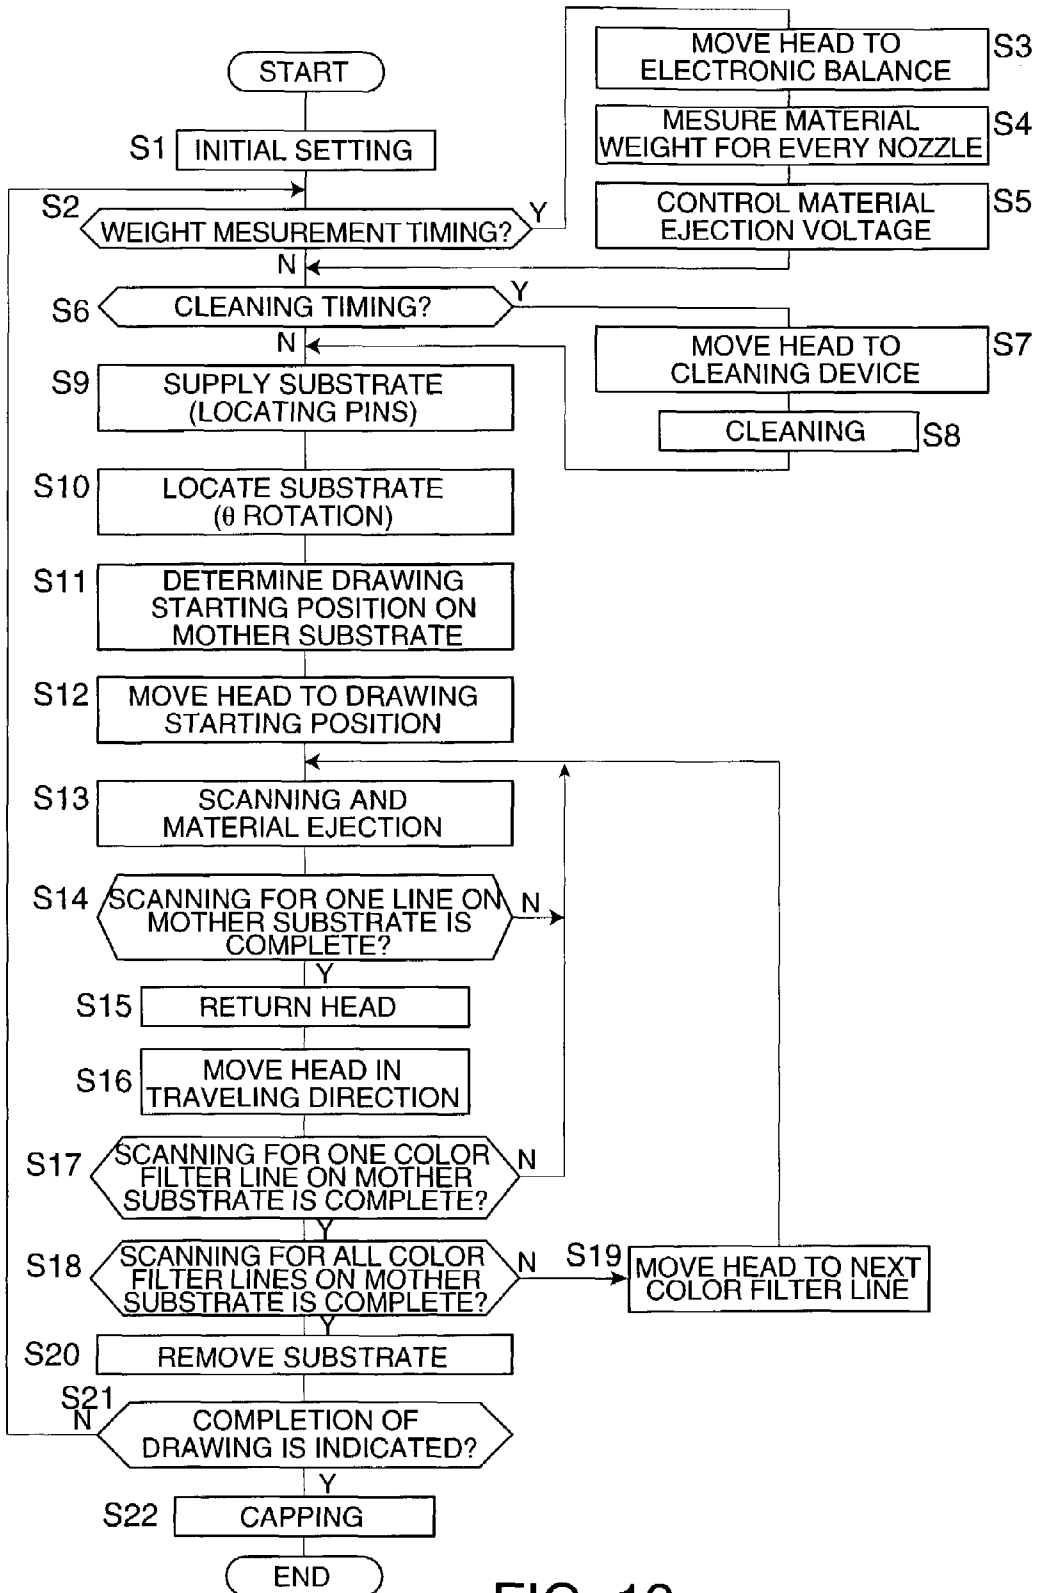 START
S1
INITIAL SETTING
S2
WEIGHT MESUREMENT TIMING?
Y
N
MOVE HEAD TO
ELECTRONIC BALANCE
S3
MESURE MATERIAL
WEIGHT FOR EVERY NOZZLE
S4
CONTROL MATERIAL
EJECTION VOLTAGE
S5
S6
CLEANING TIMING?
Y
N
MOVE HEAD TO
CLEANING DEVICE
S7
CLEANING
S8
S9
SUPPLY SUBSTRATE
(LOCATING PINS)
S10
LOCATE SUBSTRATE
(θ ROTATION)
S11
DETERMINE DRAWING
STARTING POSITION ON
MOTHER SUBSTRATE
S12
MOVE HEAD TO DRAWING
STARTING POSITION
S13
SCANNING AND
MATERIAL EJECTION
S14
SCANNING FOR ONE LINE ON
MOTHER SUBSTRATE IS
COMPLETE?
N
Y
S15
RETURN HEAD
S16
MOVE HEAD IN
TRAVELING DIRECTION
S17
SCANNING FOR ONE COLOR
FILTER LINE ON MOTHER
SUBSTRATE IS COMPLETE?
N
Y
S18
SCANNING FOR ALL COLOR
FILTER LINES ON MOTHER
SUBSTRATE IS COMPLETE?
N
Y
S19
MOVE HEAD TO NEXT
COLOR FILTER LINE
S20
REMOVE SUBSTRATE
S21
N
COMPLETION OF
DRAWING IS INDICATED?
Y
S22
CAPPING
END